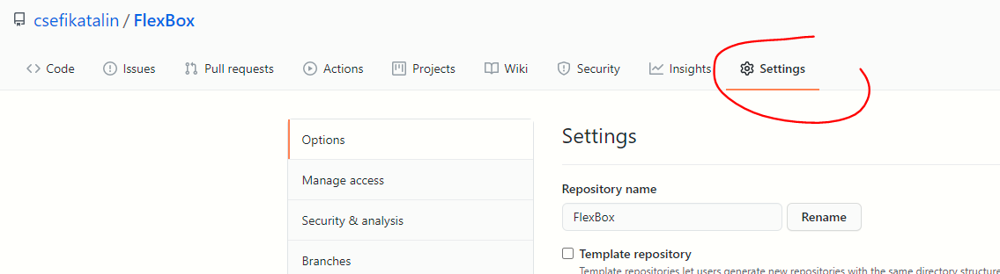 csefikatalin / FlexBox
Code Issues Pull requests Actions Projects Wiki Security Insights Settings
Options
Manage access
Security & analysis
Branches
Settings
Repository name
FlexBox Rename
Template repository
Template repositories let users generate new repositories with the same directory structure